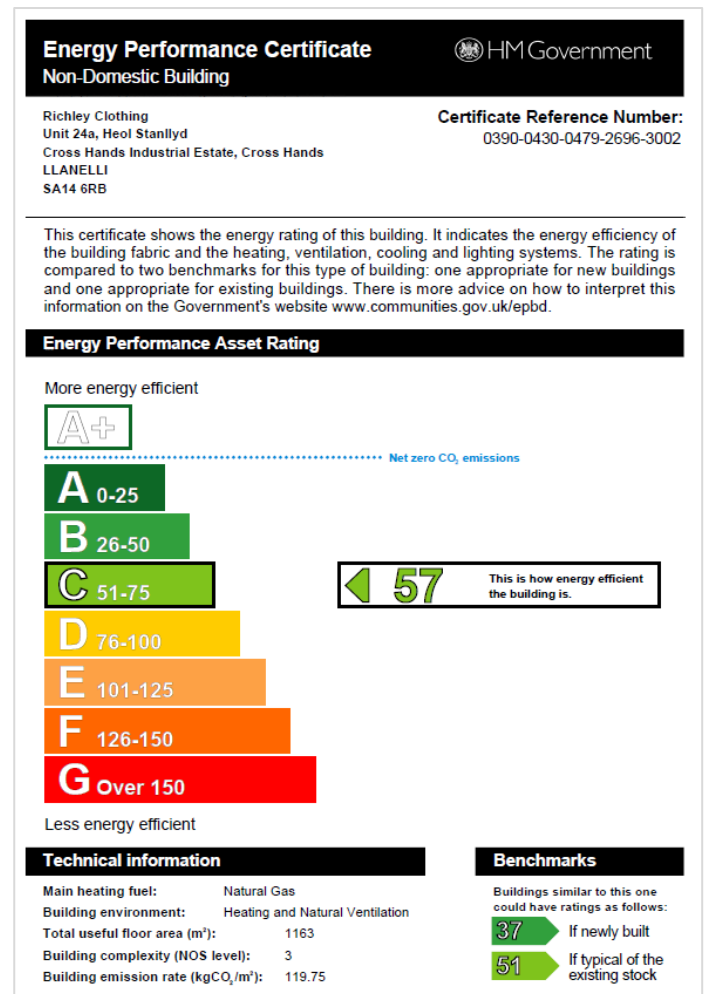 Energy Performance Certificate
HM Government
Non-Domestic Building
Richley Clothing
Unit 24a, Heol Stanllyd
Cross Hands Industrial Estate, Cross Hands
LLANELLI
SA14 6RB
Certificate Reference Number:
0390-0430-0479-2696-3002
This certificate shows the energy rating of this building. It indicates the energy efficiency of
the building fabric and the heating, ventilation, cooling and lighting systems. The rating is
compared to two benchmarks for this type of building: one appropriate for new buildings
and one appropriate for existing buildings. There is more advice on how to interpret this
information on the Government's website www.communities.gov.uk/epbd.
Energy Performance Asset Rating
More energy efficient
A+
Net zero CO₂ emissions
A 0-25
B 26-50
C 51-75
57
This is how energy efficient
the building is.
D 76-100
E 101-125
F 126-150
G Over 150
Less energy efficient
Technical information
Main heating fuel: Natural Gas
Building environment: Heating and Natural Ventilation
Total useful floor area (m²): 1163
Building complexity (NOS level): 3
Building emission rate (kgCO₂/m²): 119.75
Benchmarks
Buildings similar to this one
could have ratings as follows:
37 If newly built
51 If typical of the
existing stock